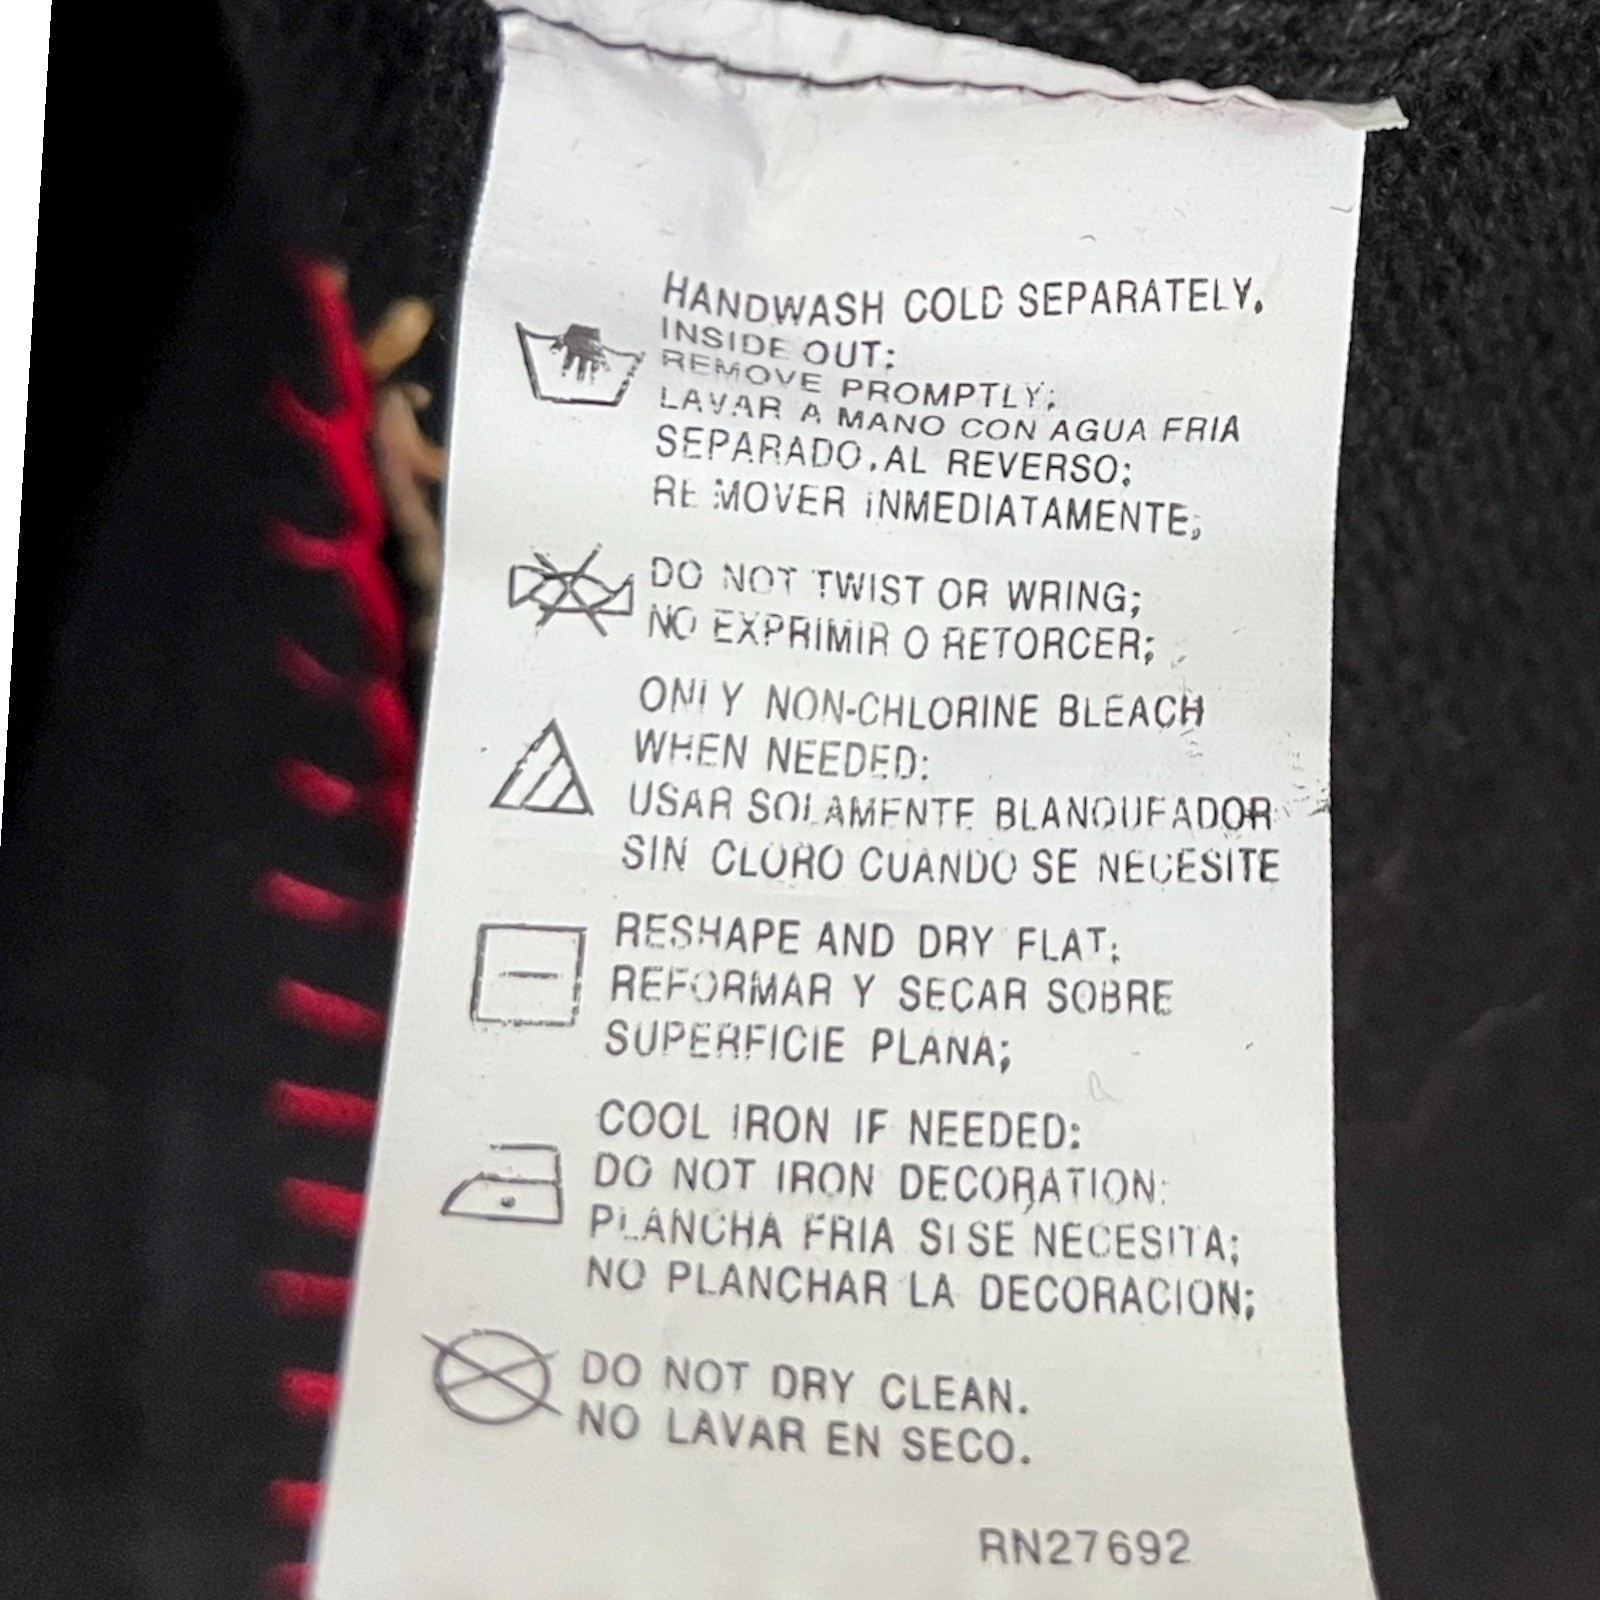 HANDWASH COLD SEPARATELY.
INSIDE OUT:
REMOVE PROMPTLY;
LAVAR A MANO CON AGUA FRIA
SEPARADO, AL REVERSO;
REMOVER INMEDIATAMENTE;
DO NOT TWIST OR WRING;
NO EXPRIMIR O RETORCER;
ONLY NON-CHLORINE BLEACH
WHEN NEEDED:
USAR SOLAMENTE BLANQUEADOR
SIN CLORO CUANDO SE NECESITE
RESHAPE AND DRY FLAT;
REFORMAR Y SECAR SOBRE
SUPERFICIE PLANA;
COOL IRON IF NEEDED:
DO NOT IRON DECORATION:
PLANCHA FRIA SI SE NECESITA;
NO PLANCHAR LA DECORACION;
DO NOT DRY CLEAN.
NO LAVAR EN SECO.
RN27692